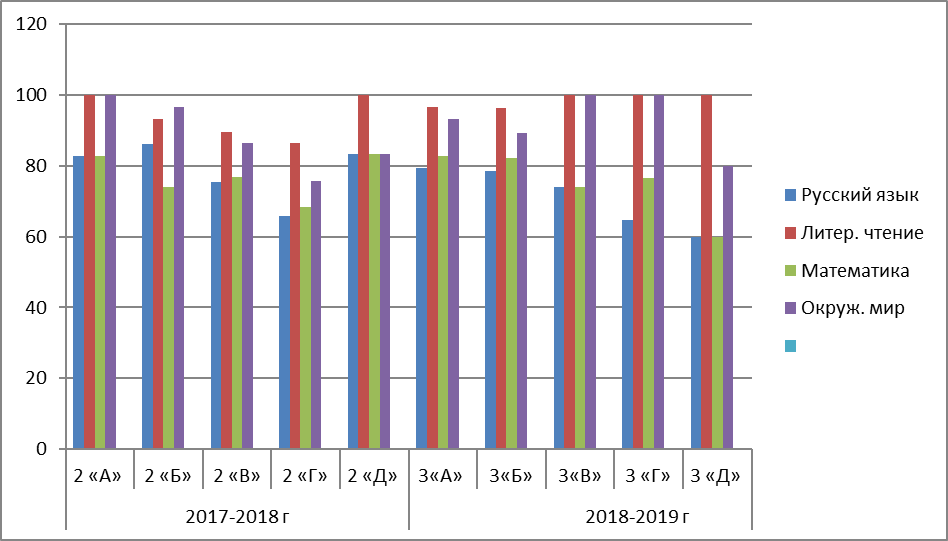 120
100
80
60
40
20
0
2 «А» 2 «Б» 2 «В» 2 «Г» 2 «Д» 3«А» 3«Б» 3«В» 3 «Г» 3 «Д»
2017-2018 г 2018-2019 г
Русский язык
Литер. чтение
Математика
Окруж. мир